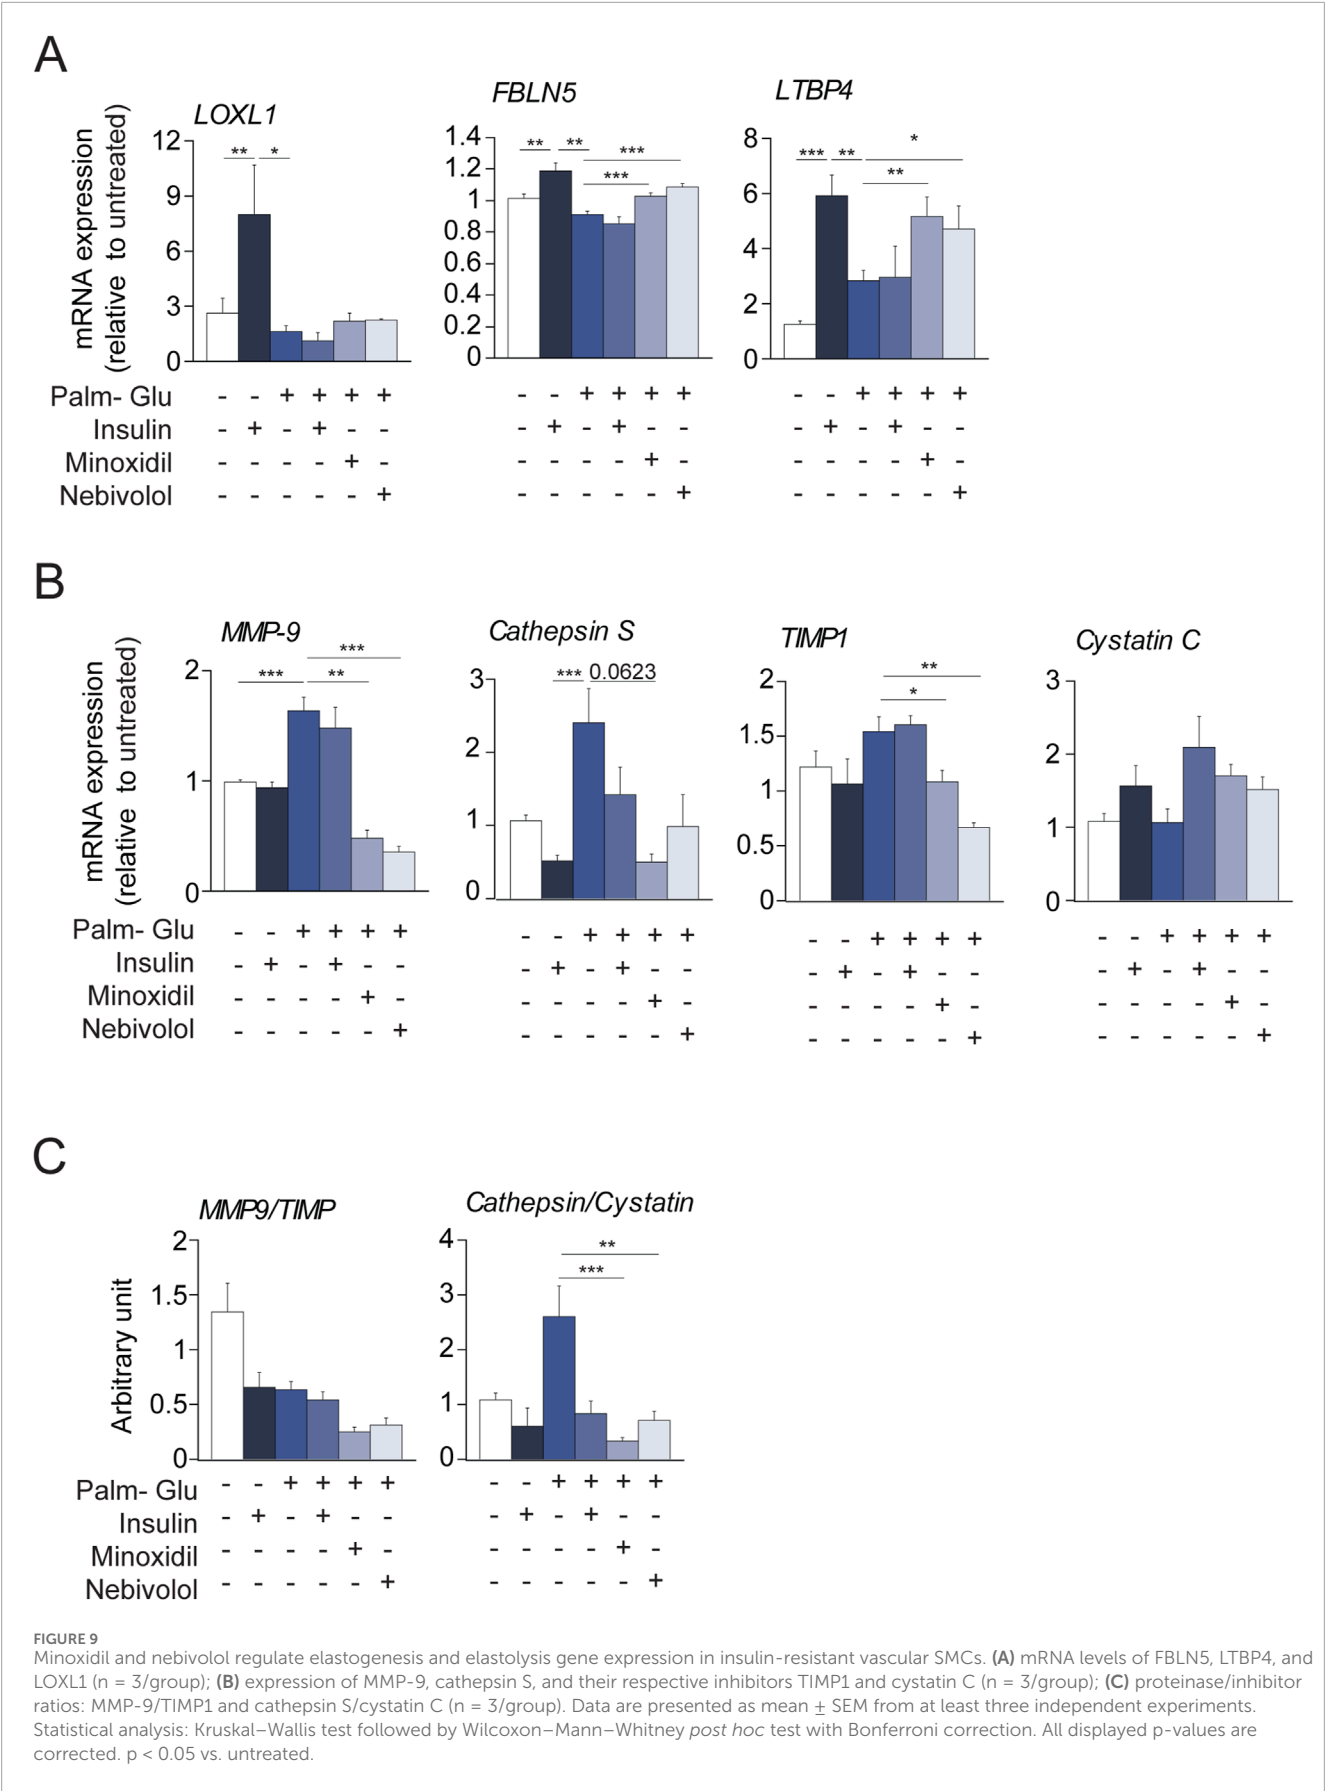 A
LOXL1
FBLN5
LTBP4
mRNA expression
(relative to untreated)
12
9
6
3
0
** *
1.4
1.2
1
0.8
0.6
0.4
0.2
0
** ** ***
***
8
6
4
2
0
*** ** *
**
Palm- Glu - - + + + + - - + + + + - - + + + +
Insulin - + - + - - - + - + - - - + - + - -
Minoxidil - - - - + - - - - - + - - - - - + -
Nebivolol - - - - - + - - - - - + - - - - - +
B
MMP-9
Cathepsin S
TIMP1
Cystatin C
mRNA expression
(relative to untreated)
2
1
0
***
*** **
3
2
1
0
*** 0.0623
2
1.5
1
0.5
0
**
*
3
2
1
0
Palm- Glu - - + + + + - - + + + + - - + + + + - - + + + +
Insulin - + - + - - - + - + - - - + - + - - - + - + - -
Minoxidil - - - - + - - - - - + - - - - - + - - - - - + -
Nebivolol - - - - - + - - - - - + - - - - - + - - - - - +
C
MMP9/TIMP
Cathepsin/Cystatin
Arbitrary unit
2
1.5
1
0.5
0
4
3
2
1
0
**
***
Palm- Glu - - + + + + - - + + + +
Insulin - + - + - - - + - + - -
Minoxidil - - - - + - - - - - + -
Nebivolol - - - - - + - - - - - +
FIGURE 9
Minoxidil and nebivolol regulate elastogenesis and elastolysis gene expression in insulin-resistant vascular SMCs. (A) mRNA levels of FBLN5, LTBP4, and
LOXL1 (n = 3/group); (B) expression of MMP-9, cathepsin S, and their respective inhibitors TIMP1 and cystatin C (n = 3/group); (C) proteinase/inhibitor
ratios: MMP-9/TIMP1 and cathepsin S/cystatin C (n = 3/group). Data are presented as mean ± SEM from at least three independent experiments.
Statistical analysis: Kruskal–Wallis test followed by Wilcoxon–Mann–Whitney post hoc test with Bonferroni correction. All displayed p-values are
corrected. p < 0.05 vs. untreated.